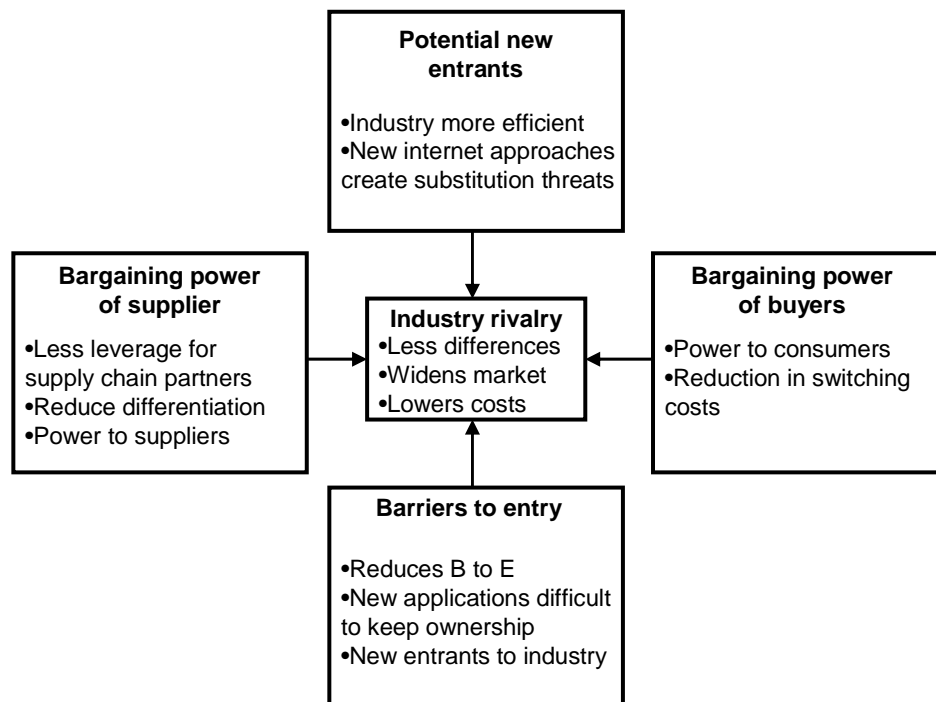 Potential new
entrants
•Industry more efficient
•New internet approaches
create substitution threats
Bargaining power
of supplier
•Less leverage for
supply chain partners
•Reduce differentiation
•Power to suppliers
Industry rivalry
•Less differences
•Widens market
•Lowers costs
Bargaining power
of buyers
•Power to consumers
•Reduction in switching
costs
Barriers to entry
•Reduces B to E
•New applications difficult
to keep ownership
•New entrants to industry